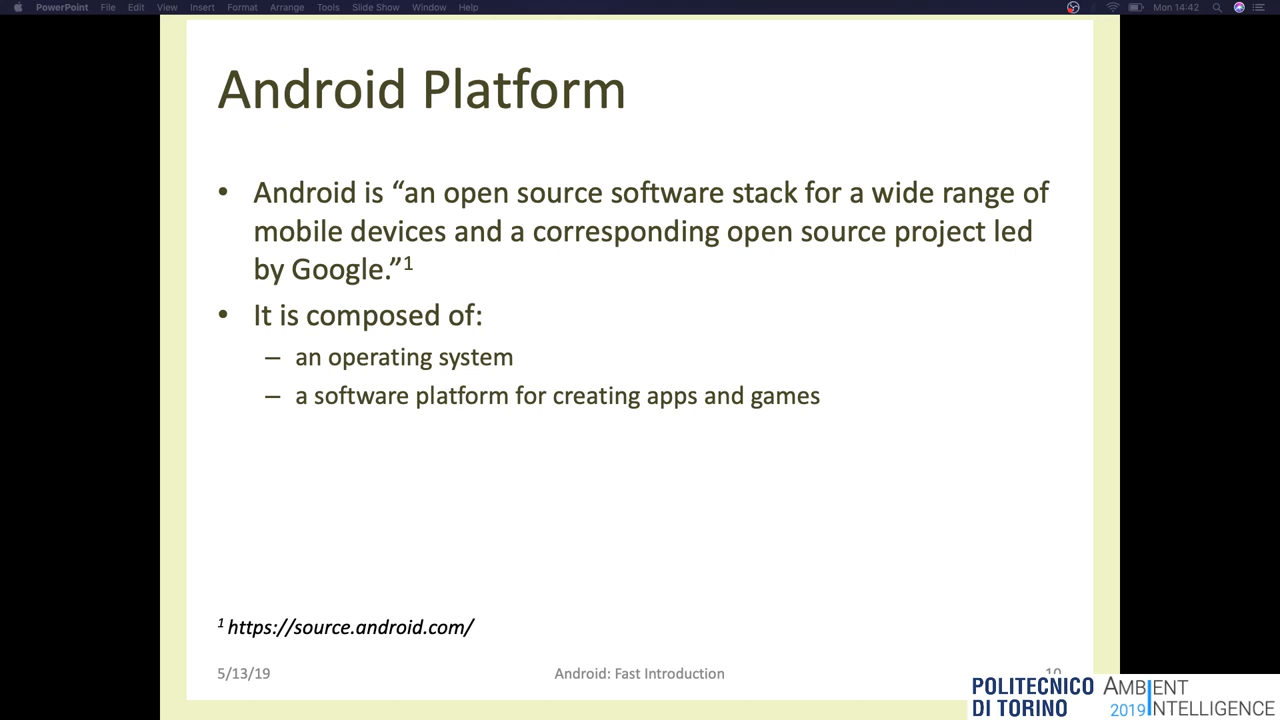 PowerPoint File Edit View Insert Format Arrange Tools Slide Show Window Help Mon 14:42
Android Platform
• Android is “an open source software stack for a wide range of
mobile devices and a corresponding open source project led
by Google.”1
• It is composed of:
– an operating system
– a software platform for creating apps and games
1 https://source.android.com/
5/13/19 Android: Fast Introduction 10
POLITECNICO
DI TORINO
AMBIENT
2019 INTELLIGENCE